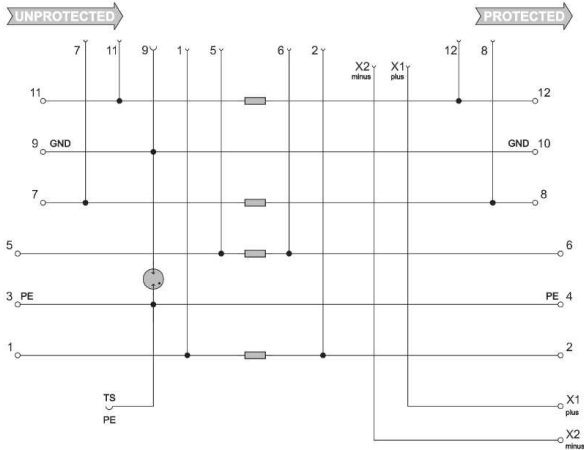 UNPROTECTED PROTECTED
7 11 9 1 5 6 2 12 8
X2 X1
minus plus
11 12
9 GND GND 10
7 8
5 6
3 PE PE 4
1 2
TS X1
PE plus
X2
minus